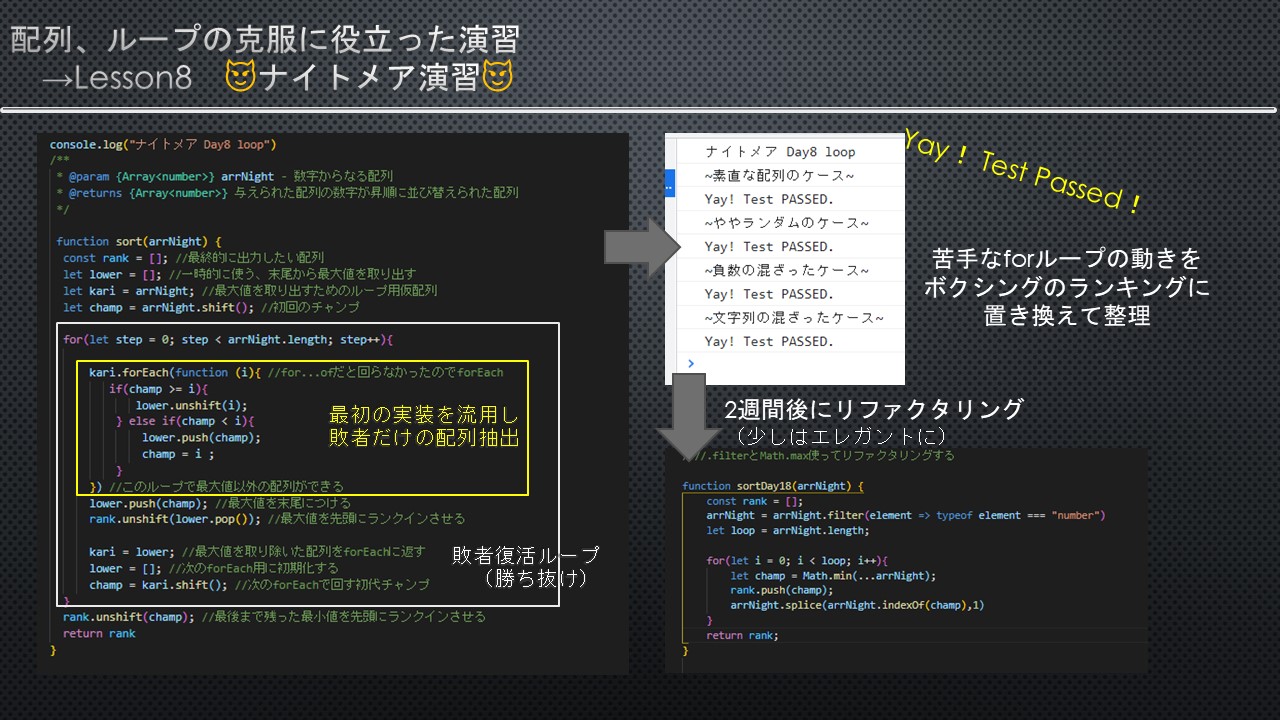 配列、ループの克服に役立った演習
→Lesson8 😈ナイトメア演習😈
console.log("ナイトメア Day8 loop")
/**
* @param {Array<number>} arrNight - 数字からなる配列
* @returns {Array<number>} 与えられた配列の数字が昇順に並び替えられた配列
*/
function sort(arrNight) {
const rank = []; //最終的に出力したい配列
let lower = []; //一時的に使う、末尾から最大値を取り出す
let kari = arrNight; //最大値を取り出すためのループ用仮配列
let champ = arrNight.shift(); //初回のチャンプ
for(let step = 0; step < arrNight.length; step++){
kari.forEach(function (i){ //for...ofだと回らなかったのでforEach
if(champ >= i){
lower.unshift(i);
} else if(champ < i){
lower.push(champ);
champ = i ;
}
}) //このループで最大値以外の配列ができる
最初の実装を流用し
敗者だけの配列抽出
lower.push(champ); //最大値を末尾につける
rank.unshift(lower.pop()); //最大値を先頭にランクインさせる
kari = lower; //最大値を取り除いた配列をforEachに返す
lower = []; //次のforEach用に初期化する
champ = kari.shift(); //次のforEachで回す初代チャンプ
}
敗者復活ループ
（勝ち抜け）
rank.unshift(champ); //最後まで残った最小値を先頭にランクインさせる
return rank
}
ナイトメア Day8 loop
~素直な配列のケース~
Yay! Test PASSED.
~ややランダムのケース~
Yay! Test PASSED.
~負数の混ざったケース~
Yay! Test PASSED.
~文字列の混ざったケース~
Yay! Test PASSED.
>
Yay！ Test Passed！
苦手なforループの動きを
ボクシングのランキングに
置き換えて整理
2週間後にリファクタリング
（少しはエレガントに）
//.filterとMath.max使ってリファクタリングする
function sortDay18(arrNight) {
const rank = [];
arrNight = arrNight.filter(element => typeof element === "number")
let loop = arrNight.length;
for(let i = 0; i < loop; i++){
let champ = Math.min(...arrNight);
rank.push(champ);
arrNight.splice(arrNight.indexOf(champ),1)
}
return rank;
}